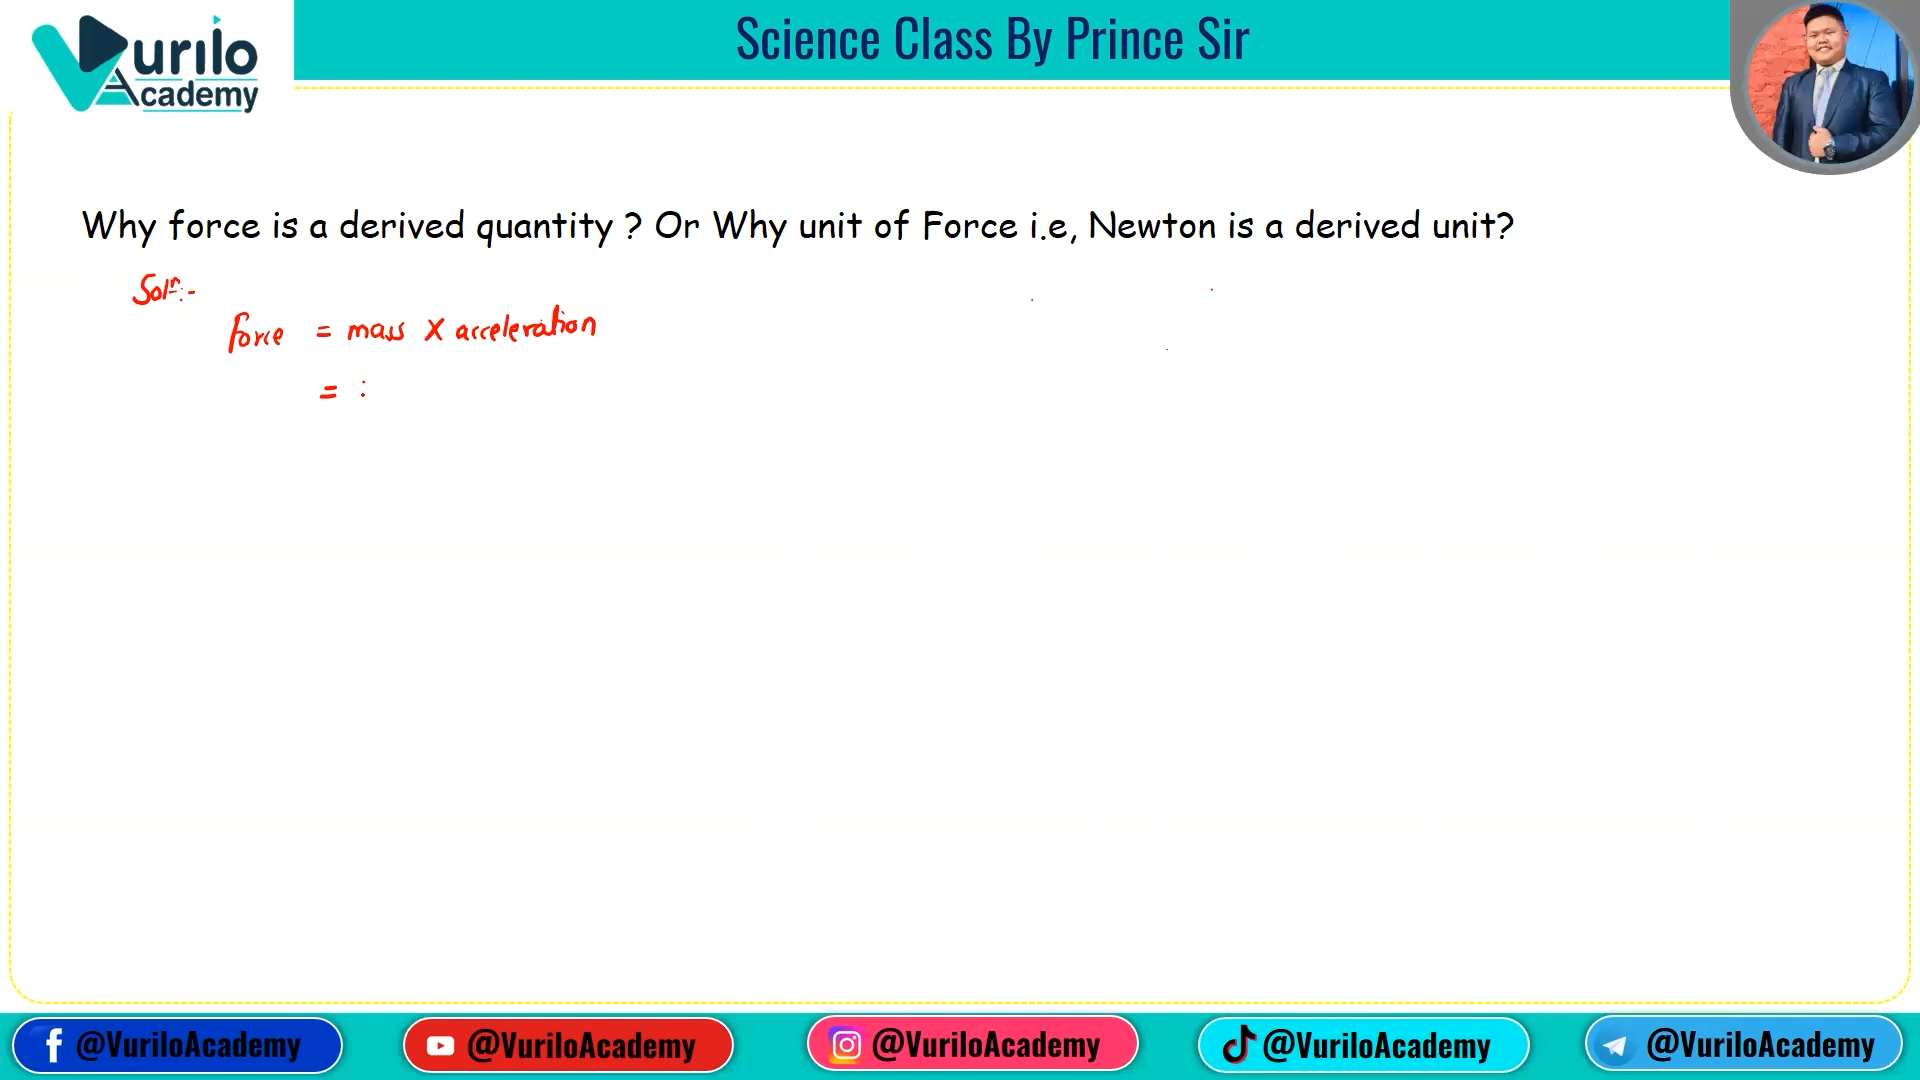 Vurilo
Academy
Science Class By Prince Sir
Why force is a derived quantity ? Or Why unit of Force i.e, Newton is a derived unit?
Solⁿ:-
Force = mass X acceleration
=
@VuriloAcademy
@VuriloAcademy
@VuriloAcademy
@VuriloAcademy
@VuriloAcademy